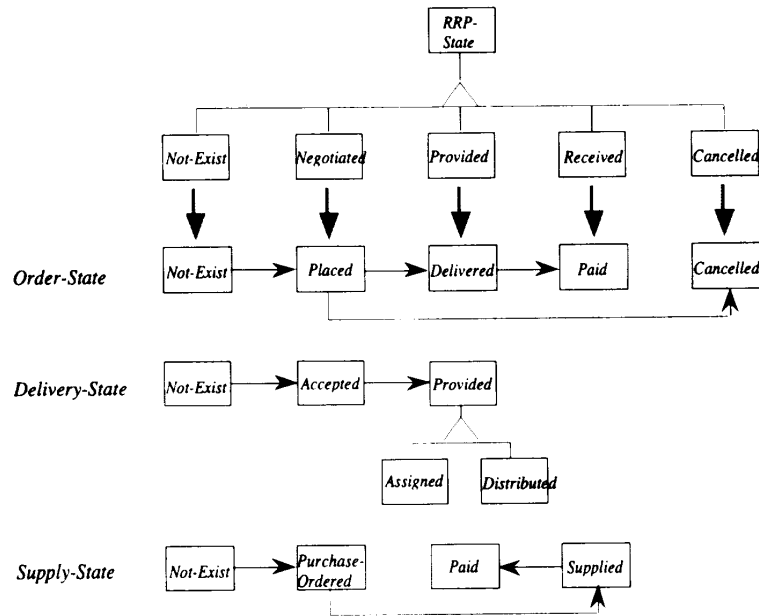 RRP-
State
Not-Exist Negotiated Provided Received Cancelled
Order-State Not-Exist Placed Delivered Paid Cancelled
Delivery-State Not-Exist Accepted Provided
Assigned Distributed
Supply-State Not-Exist Purchase-
Ordered Paid Supplied